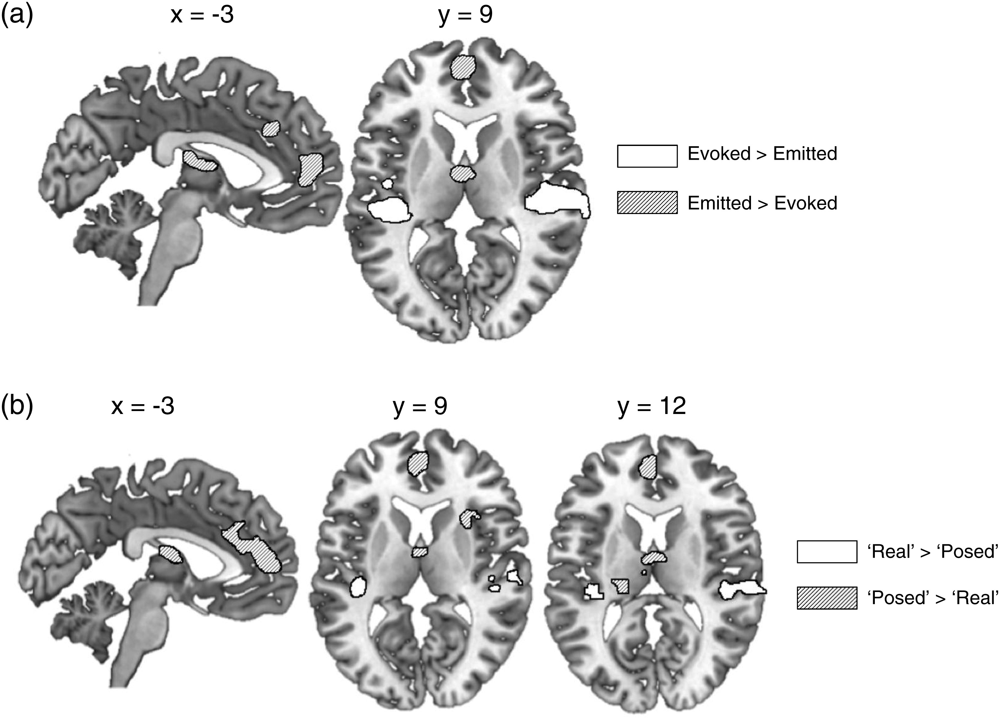 (a)
x = -3
y = 9
Evoked > Emitted
Emitted > Evoked
(b)
x = -3
y = 9
y = 12
‘Real’ > ‘Posed’
‘Posed’ > ‘Real’